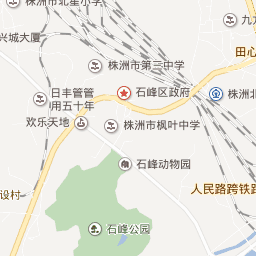 株洲市北星小学
九方
兴城大厦
田心
株洲市第二中学
日丰管管
用五十年
石峰区政府
株洲北
欢乐天地
株洲市枫叶中学
石峰动物园
人民路跨铁路
设村
石峰公园